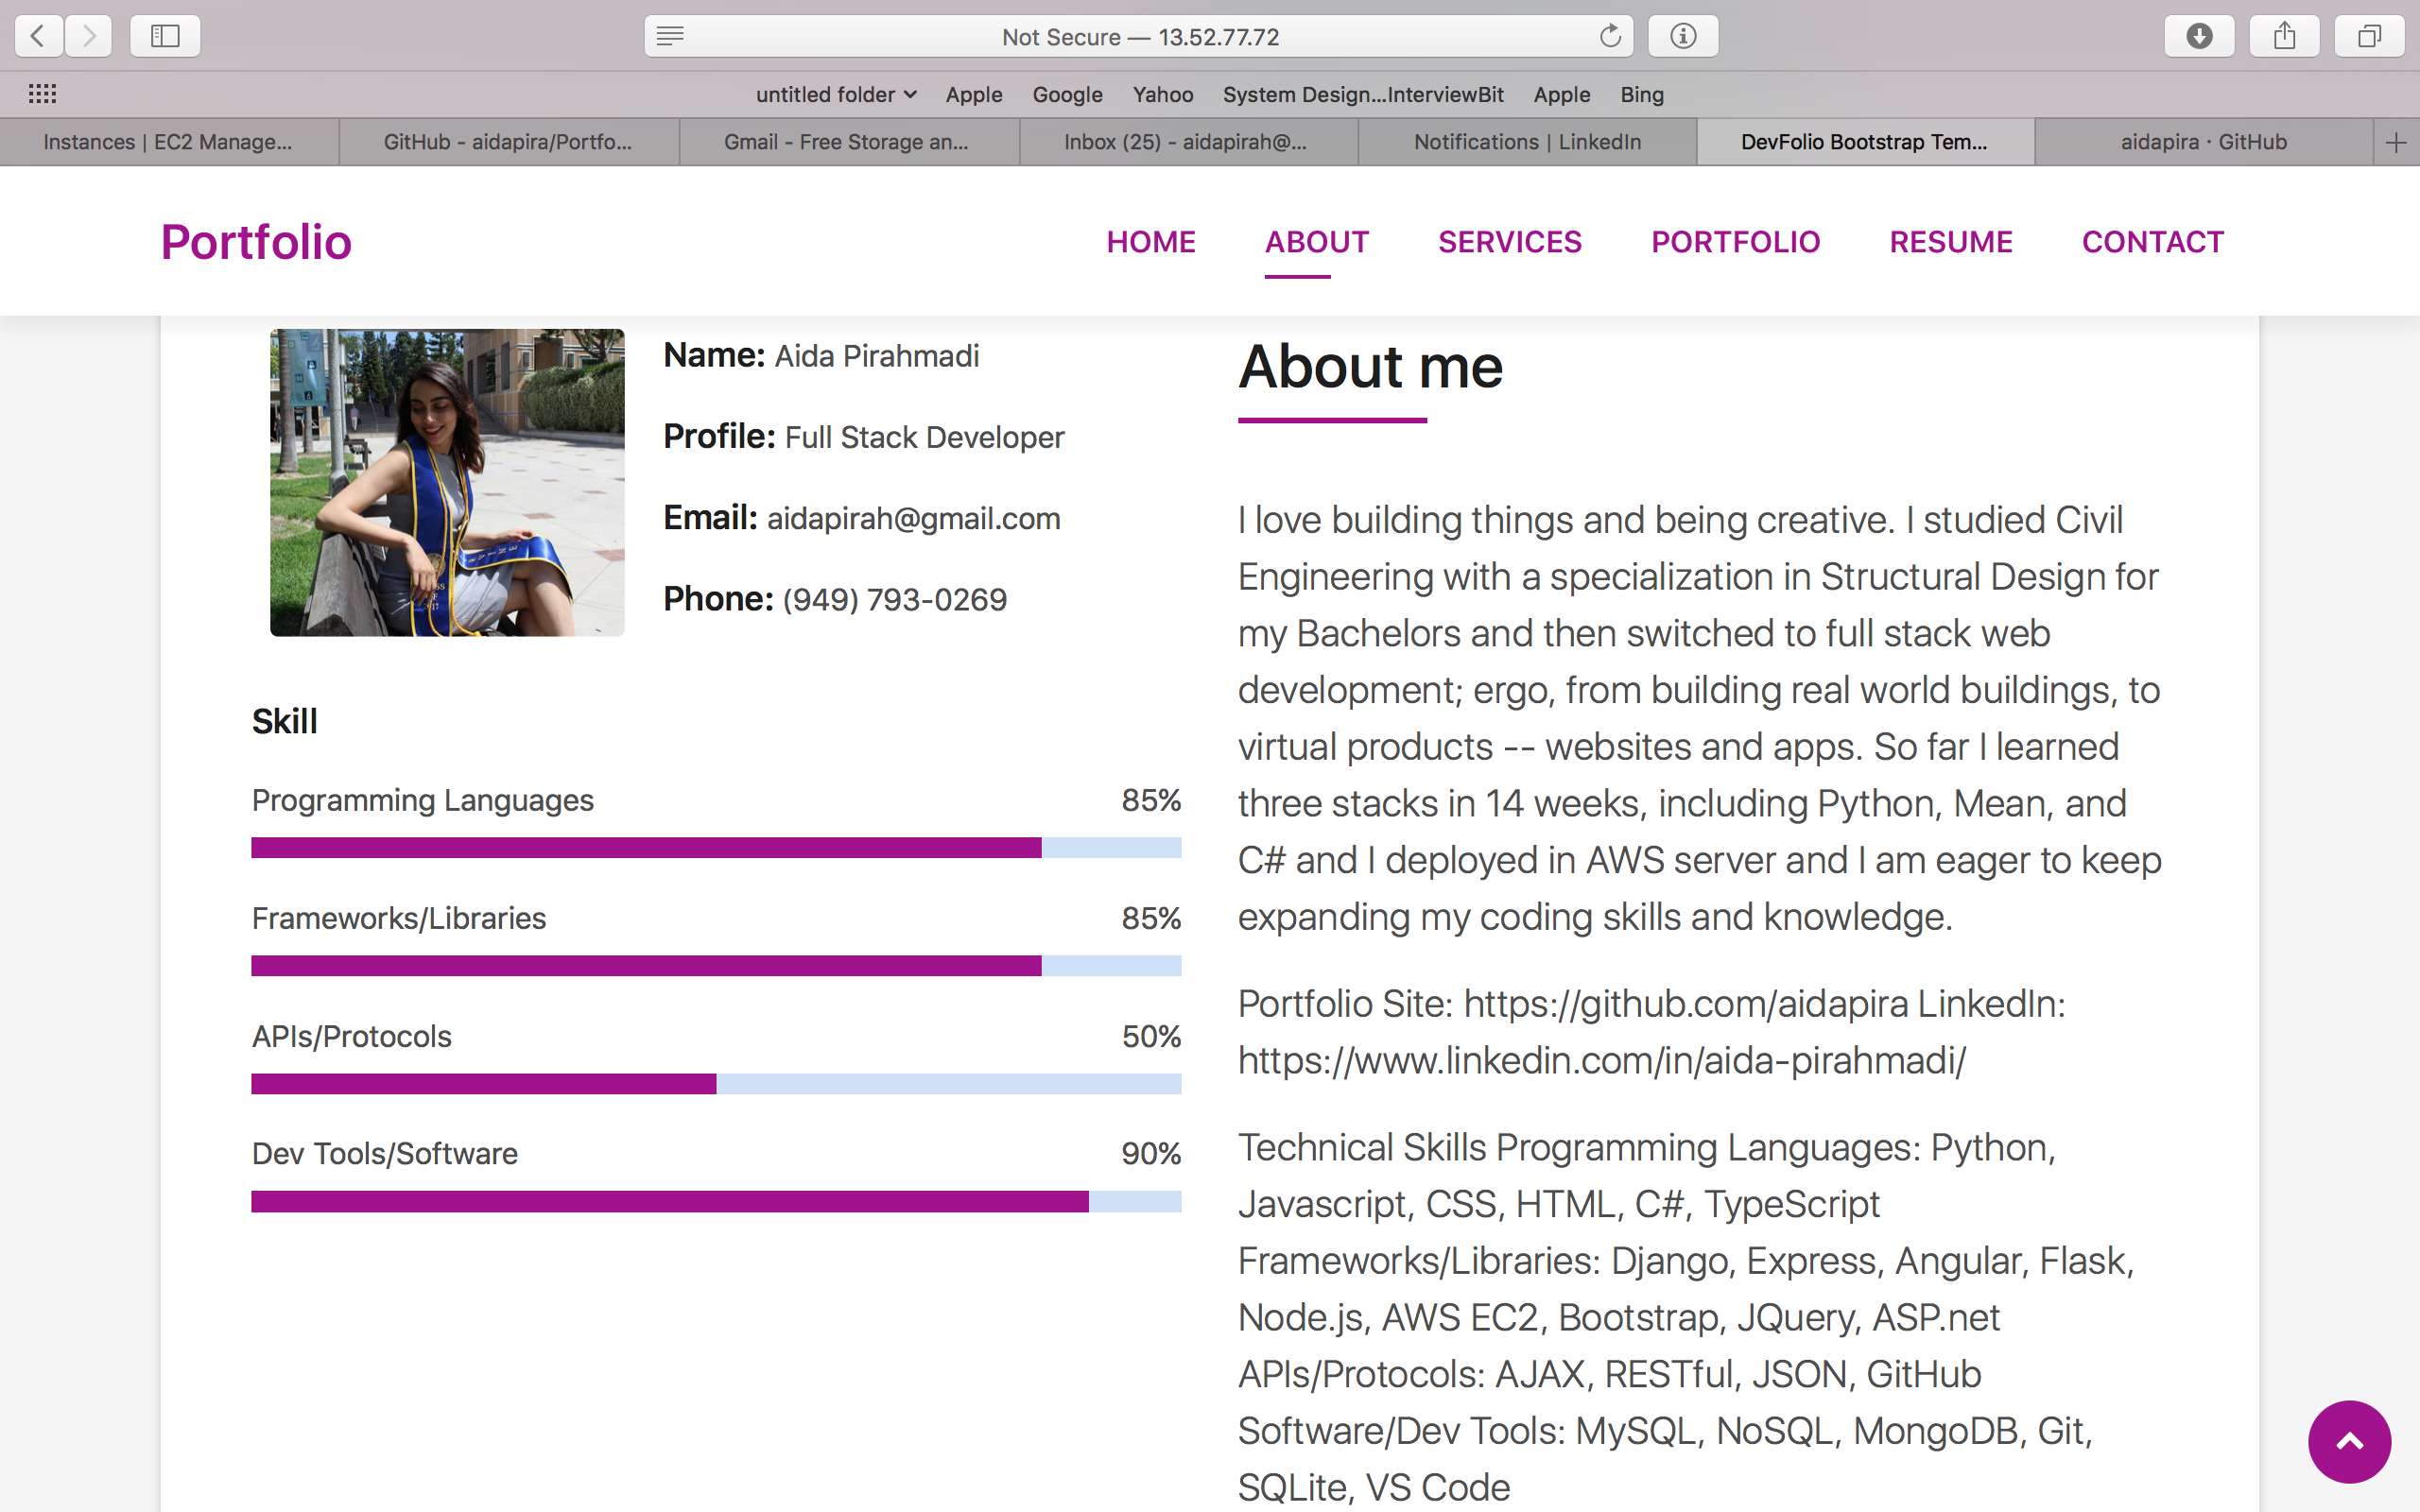 Not Secure — 13.52.77.72
untitled folder Apple Google Yahoo System Design...InterviewBit Apple Bing
Instances | EC2 Manage... GitHub - aidapira/Portfo... Gmail - Free Storage an... Inbox (25) - aidapirah@... Notifications | LinkedIn DevFolio Bootstrap Tem... aidapira · GitHub
Portfolio HOME ABOUT SERVICES PORTFOLIO RESUME CONTACT
Name: Aida Pirahmadi
Profile: Full Stack Developer
Email: aidapirah@gmail.com
Phone: (949) 793-0269
Skill
Programming Languages 85%
Frameworks/Libraries 85%
APIs/Protocols 50%
Dev Tools/Software 90%
About me
I love building things and being creative. I studied Civil
Engineering with a specialization in Structural Design for
my Bachelors and then switched to full stack web
development; ergo, from building real world buildings, to
virtual products -- websites and apps. So far I learned
three stacks in 14 weeks, including Python, Mean, and
C# and I deployed in AWS server and I am eager to keep
expanding my coding skills and knowledge.
Portfolio Site: https://github.com/aidapira LinkedIn:
https://www.linkedin.com/in/aida-pirahmadi/
Technical Skills Programming Languages: Python,
Javascript, CSS, HTML, C#, TypeScript
Frameworks/Libraries: Django, Express, Angular, Flask,
Node.js, AWS EC2, Bootstrap, JQuery, ASP.net
APIs/Protocols: AJAX, RESTful, JSON, GitHub
Software/Dev Tools: MySQL, NoSQL, MongoDB, Git,
SQLite, VS Code